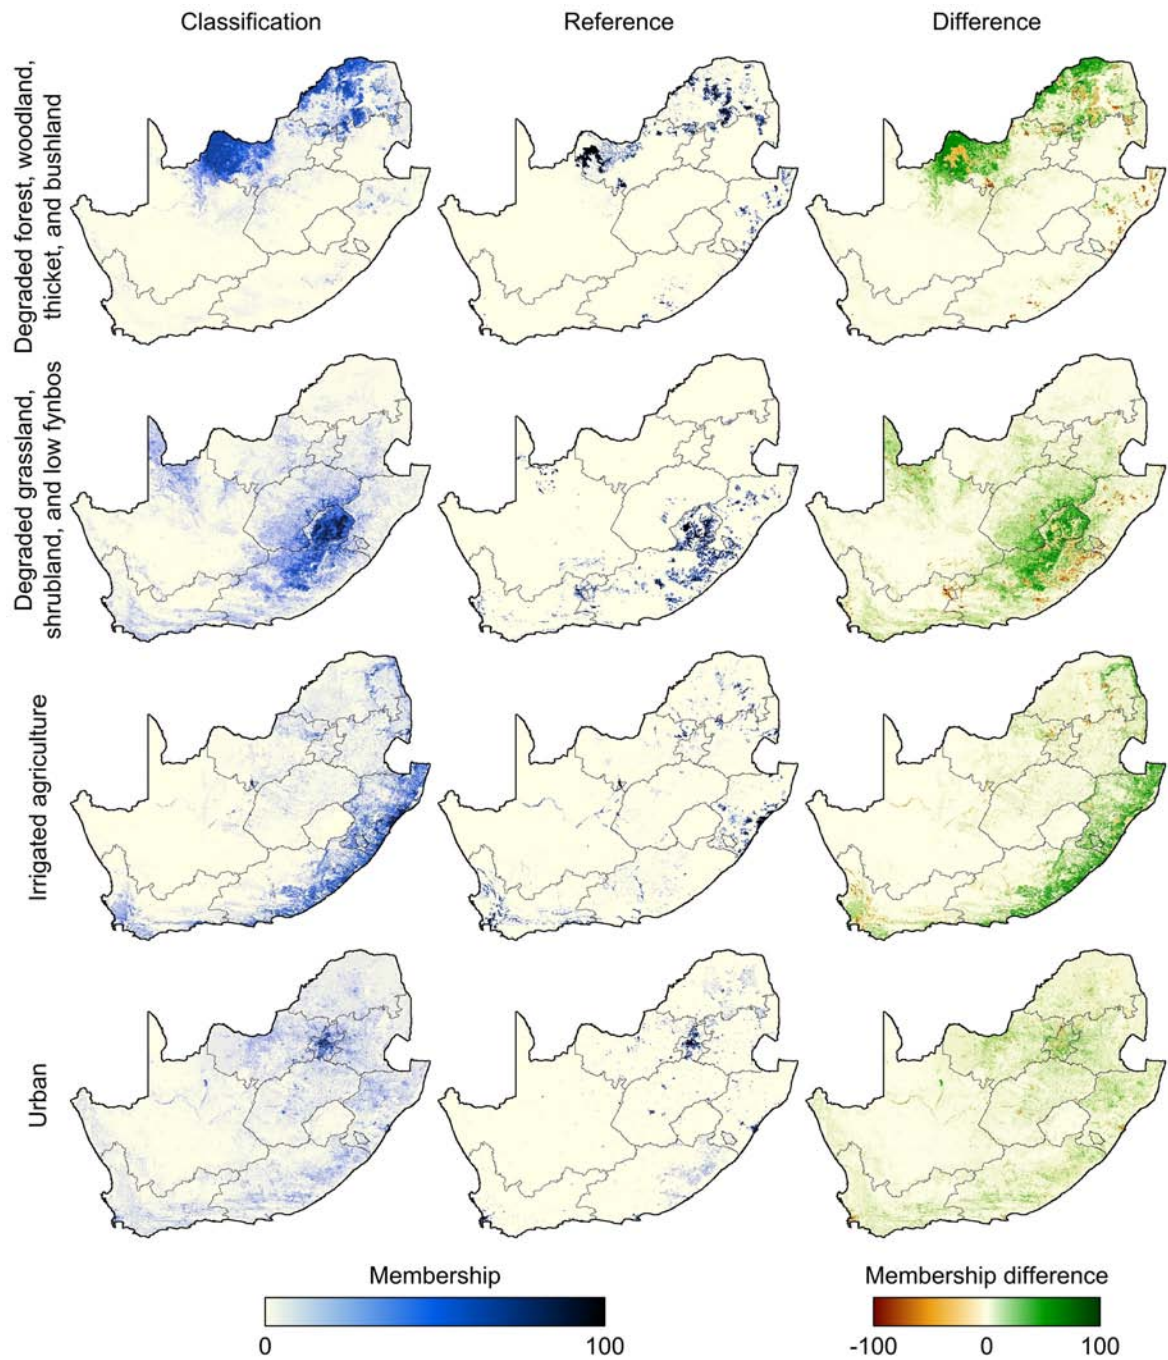 Classification Reference Difference
Degraded forest, woodland,
thicket, and bushland
Degraded grassland,
shrubland, and low fynbos
Irrigated agriculture
Urban
Membership
0 100
Membership difference
-100 0 100